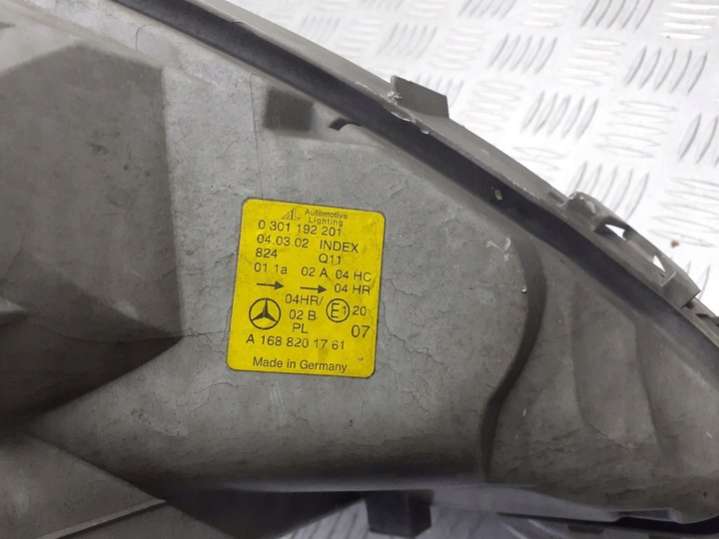 Automotive
Lighting
0 301 192 201
04.03.02 INDEX
824 Q11
01 1a 02 A 04 HC
→ → 04 HR
04HR/ E1 20
02 B 07
PL
A 168 820 17 61
Made in Germany